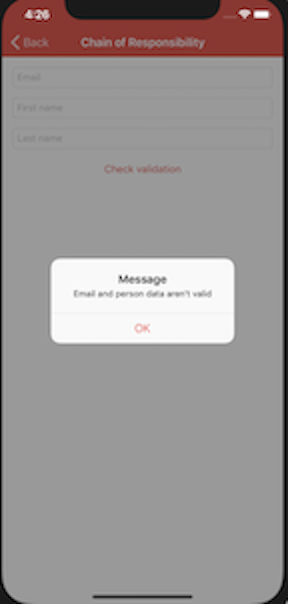 4:26
Back
Chain of Responsibility
Email
First name
Last name
Check validation
Message
Email and person data aren't valid
OK